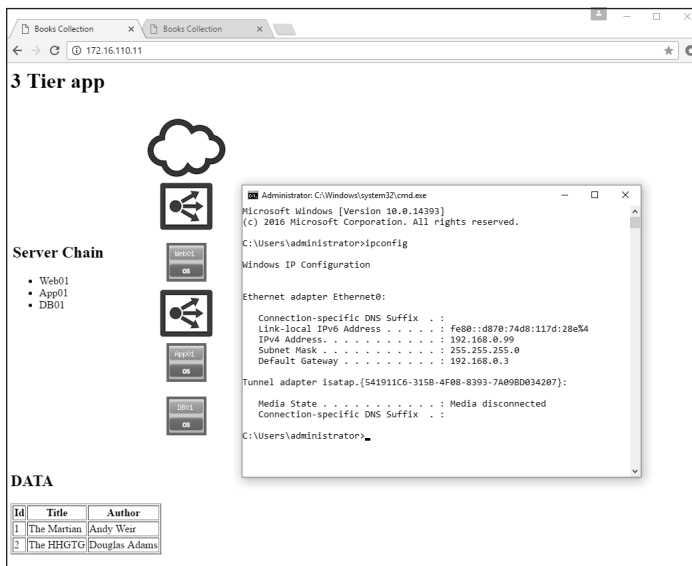 Books Collection
Books Collection
172.16.110.11
3 Tier app
Server Chain
Web01
App01
DB01
Web01
OS
App01
OS
DB01
OS
Administrator: C:\Windows\system32\cmd.exe
Microsoft Windows [Version 10.0.14393]
(c) 2016 Microsoft Corporation. All rights reserved.
C:\Users\administrator>ipconfig
Windows IP Configuration
Ethernet adapter Ethernet0:
Connection-specific DNS Suffix . :
Link-local IPv6 Address . . . . . : fe80::d870:74d8:117d:28e%4
IPv4 Address. . . . . . . . . . . : 192.168.0.99
Subnet Mask . . . . . . . . . . . : 255.255.255.0
Default Gateway . . . . . . . . . : 192.168.0.3
Tunnel adapter isatap.{541911C6-315B-4F08-8393-7A09BD034207}:
Media State . . . . . . . . . . . : Media disconnected
Connection-specific DNS Suffix . :
C:\Users\administrator>
DATA
Id Title Author
1 The Martian Andy Weir
2 The HHGTG Douglas Adams